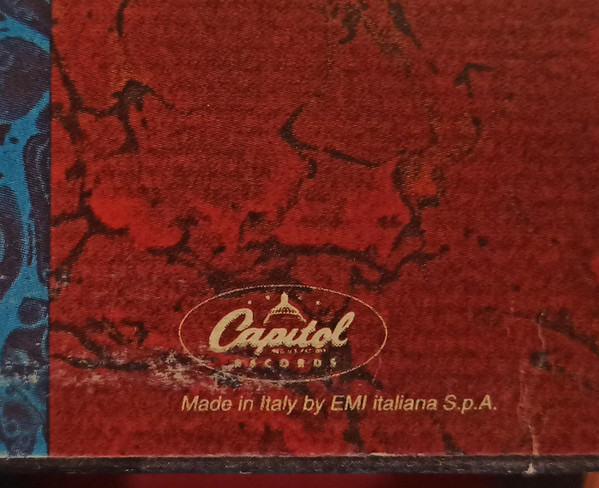 Capitol
RECORDS
Made in Italy by EMI italiana S.p.A.